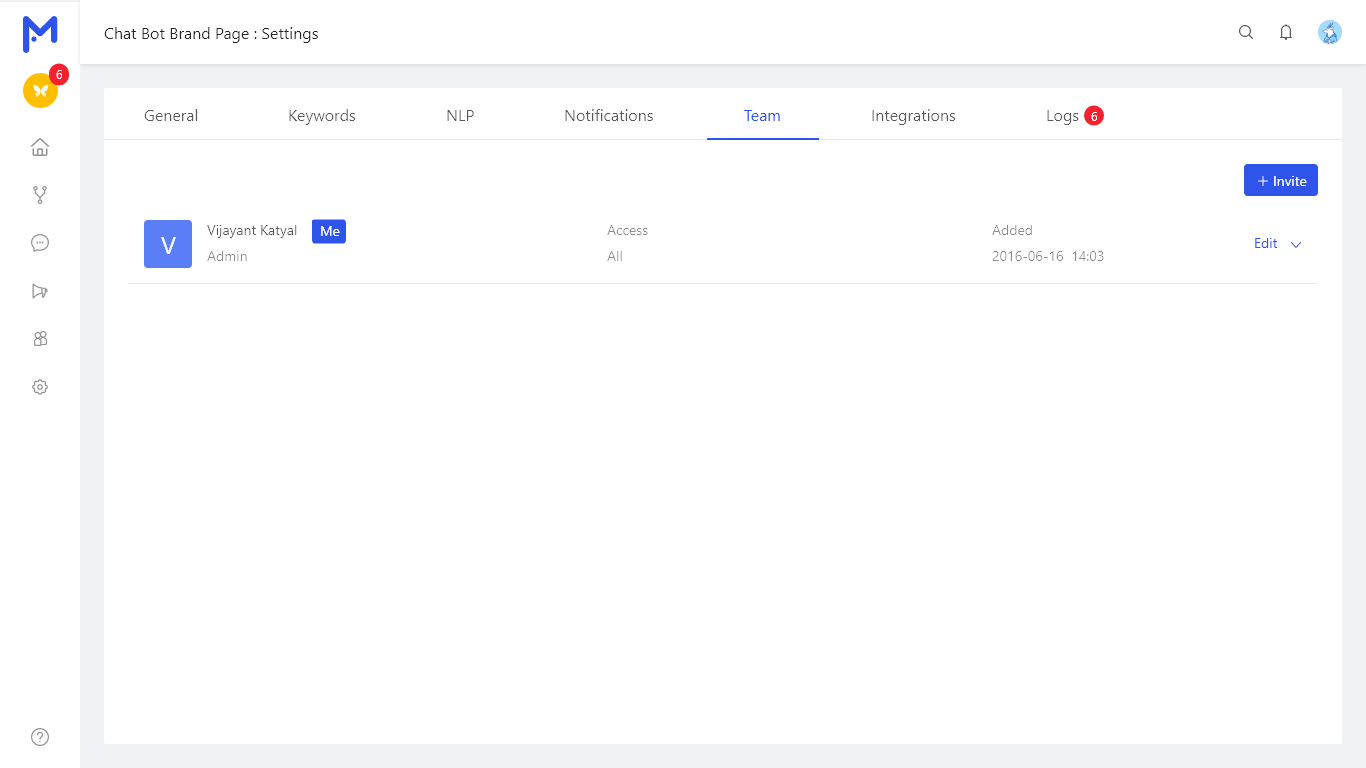 Chat Bot Brand Page : Settings
6
General Keywords NLP Notifications Team Integrations Logs 6
+ Invite
V
Vijayant Katyal Me Access Added
Edit
Admin All 2016-06-16 14:03